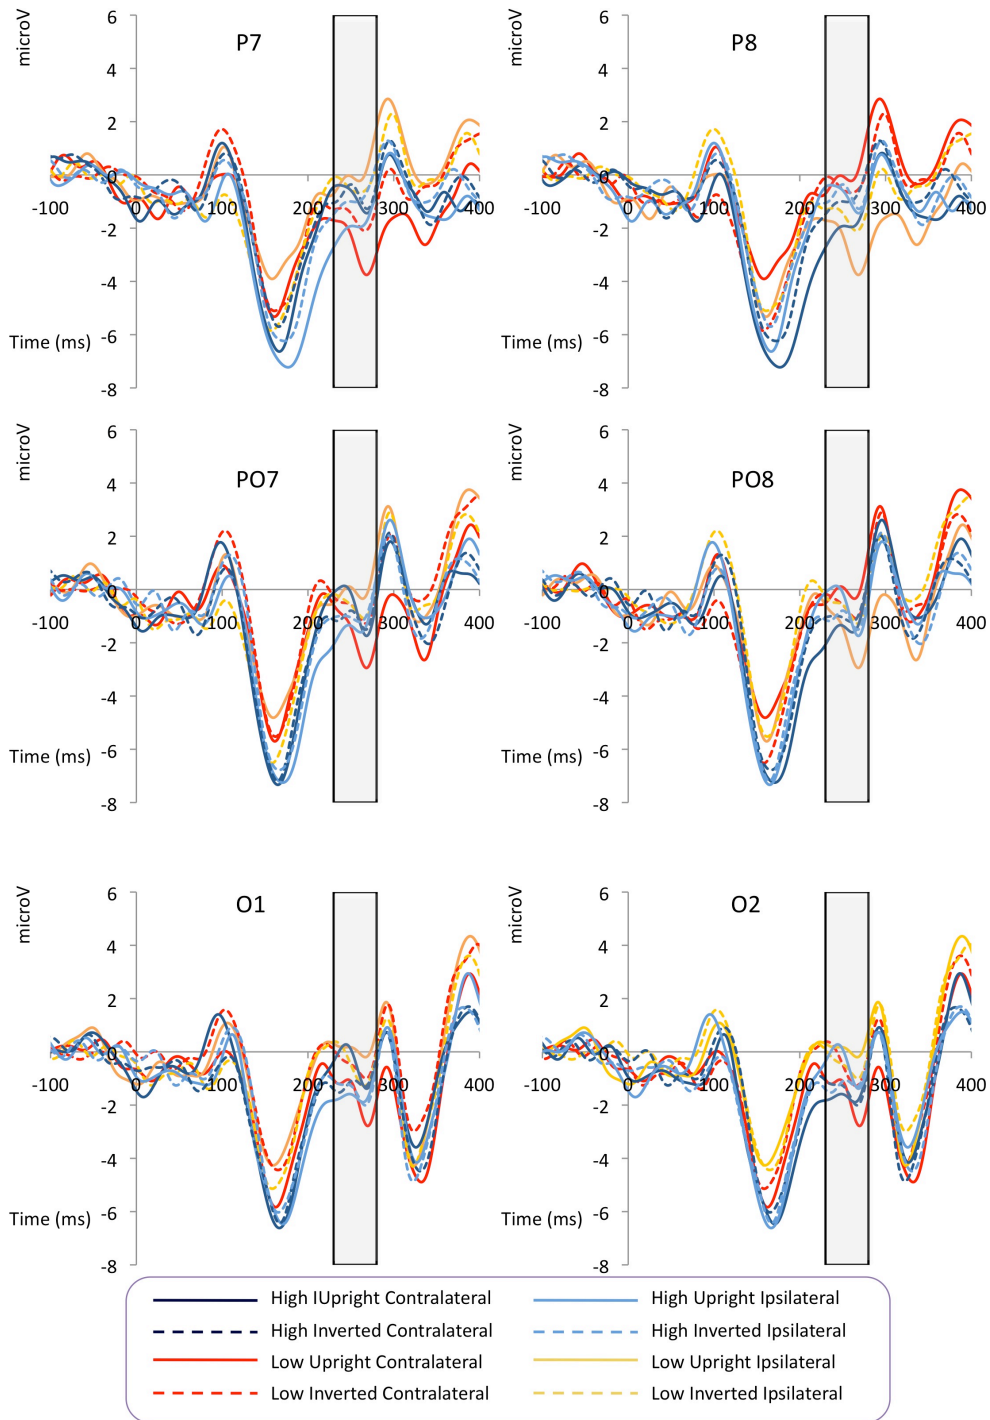 microV
P7
6
4
2
0
-2
-4
-6
-8
-100 0 100 200 300 400
Time (ms)
microV
P8
6
4
2
0
-2
-4
-6
-8
-100 0 100 200 300 400
Time (ms)
microV
PO7
6
4
2
0
-2
-4
-6
-8
-100 0 100 200 300 400
Time (ms)
microV
PO8
6
4
2
0
-2
-4
-6
-8
-100 0 100 200 300 400
Time (ms)
microV
O1
6
4
2
0
-2
-4
-6
-8
-100 0 100 200 300 400
Time (ms)
microV
O2
6
4
2
0
-2
-4
-6
-8
-100 0 100 200 300 400
Time (ms)
High IUpright Contralateral
High Upright Ipsilateral
High Inverted Contralateral
High Inverted Ipsilateral
Low Upright Contralateral
Low Upright Ipsilateral
Low Inverted Contralateral
Low Inverted Ipsilateral